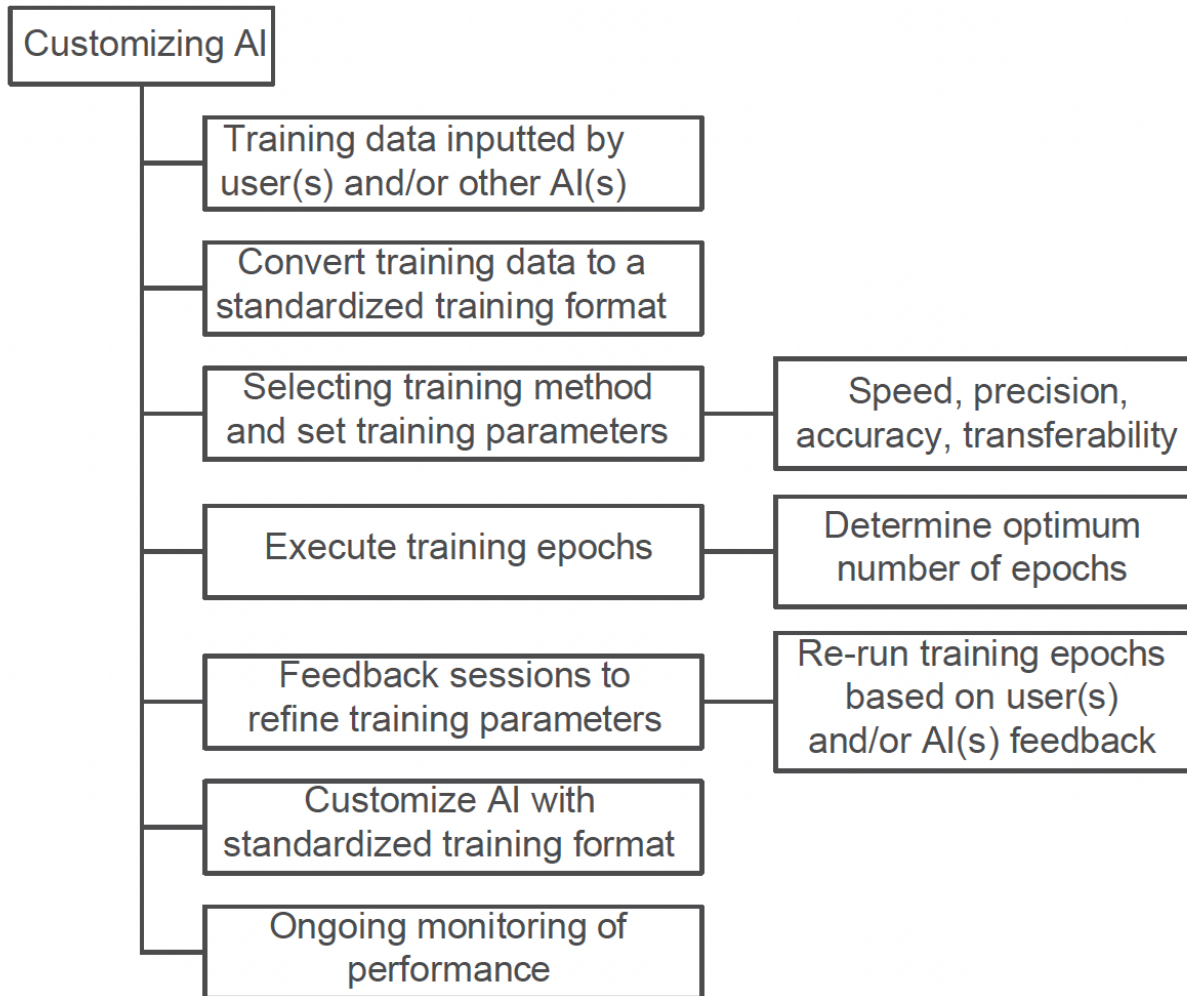 Customizing AI
Training data inputted by
user(s) and/or other AI(s)
Convert training data to a
standardized training format
Selecting training method
and set training parameters
Speed, precision,
accuracy, transferability
Execute training epochs
Determine optimum
number of epochs
Feedback sessions to
refine training parameters
Re-run training epochs
based on user(s)
and/or AI(s) feedback
Customize AI with
standardized training format
Ongoing monitoring of
performance